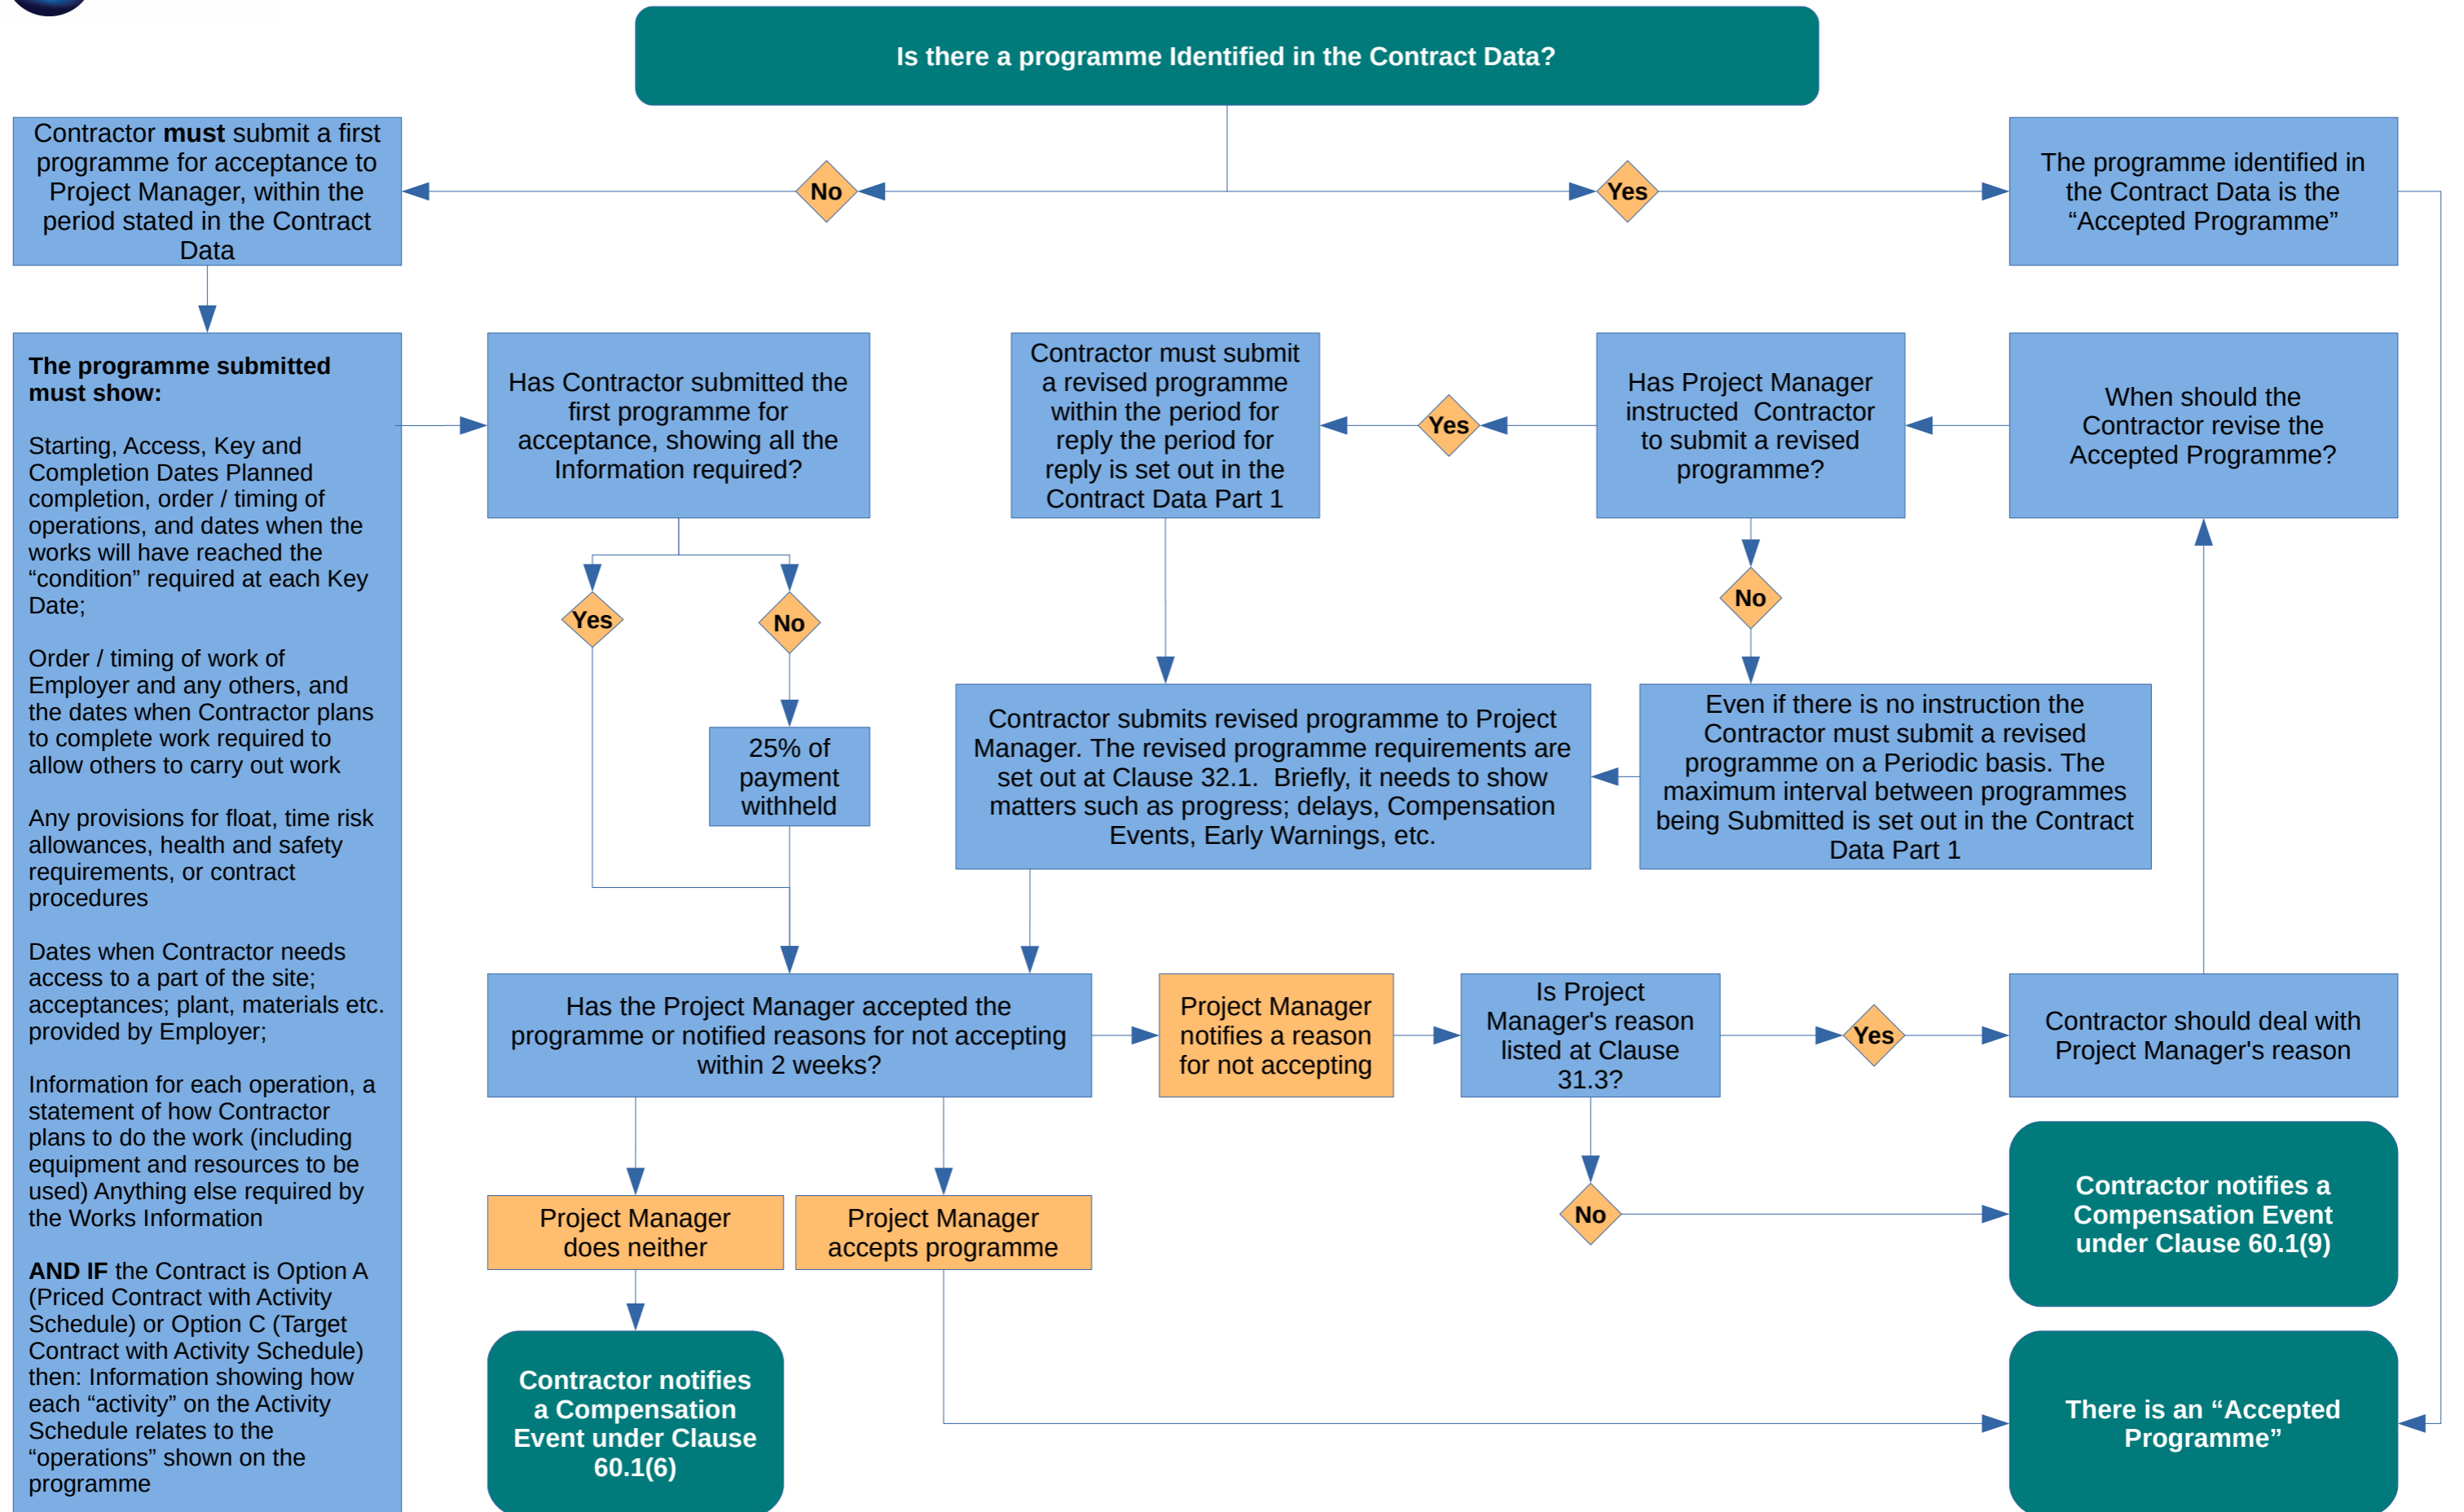 Is there a programme Identified in the Contract Data?
Contractor must submit a first
programme for acceptance to
Project Manager, within the
period stated in the Contract
Data
No
Yes
The programme identified in
the Contract Data is the
“Accepted Programme”
The programme submitted
must show:
Starting, Access, Key and
Completion Dates Planned
completion, order / timing of
operations, and dates when the
works will have reached the
“condition” required at each Key
Date;
Order / timing of work of
Employer and any others, and
the dates when Contractor plans
to complete work required to
allow others to carry out work
Any provisions for float, time risk
allowances, health and safety
requirements, or contract
procedures
Dates when Contractor needs
access to a part of the site;
acceptances; plant, materials etc.
provided by Employer;
Information for each operation, a
statement of how Contractor
plans to do the work (including
equipment and resources to be
used) Anything else required by
the Works Information
AND IF the Contract is Option A
(Priced Contract with Activity
Schedule) or Option C (Target
Contract with Activity Schedule)
then: Information showing how
each “activity” on the Activity
Schedule relates to the
“operations” shown on the
programme
Has Contractor submitted the
first programme for
acceptance, showing all the
Information required?
Yes
No
25% of
payment
withheld
Contractor must submit
a revised programme
within the period for
reply the period for
reply is set out in the
Contract Data Part 1
Yes
Has Project Manager
instructed  Contractor
to submit a revised
programme?
When should the
Contractor revise the
Accepted Programme?
No
Contractor submits revised programme to Project
Manager. The revised programme requirements are
set out at Clause 32.1.  Briefly, it needs to show
matters such as progress; delays, Compensation
Events, Early Warnings, etc.
Even if there is no instruction the
Contractor must submit a revised
programme on a Periodic basis. The
maximum interval between programmes
being Submitted is set out in the Contract
Data Part 1
Has the Project Manager accepted the
programme or notified reasons for not accepting
within 2 weeks?
Project Manager
notifies a reason
for not accepting
Is Project
Manager's reason
listed at Clause
31.3?
Yes
Contractor should deal with
Project Manager's reason
Project Manager
does neither
Project Manager
accepts programme
No
Contractor notifies a
Compensation Event
under Clause 60.1(9)
Contractor notifies
a Compensation
Event under Clause
60.1(6)
There is an “Accepted
Programme”